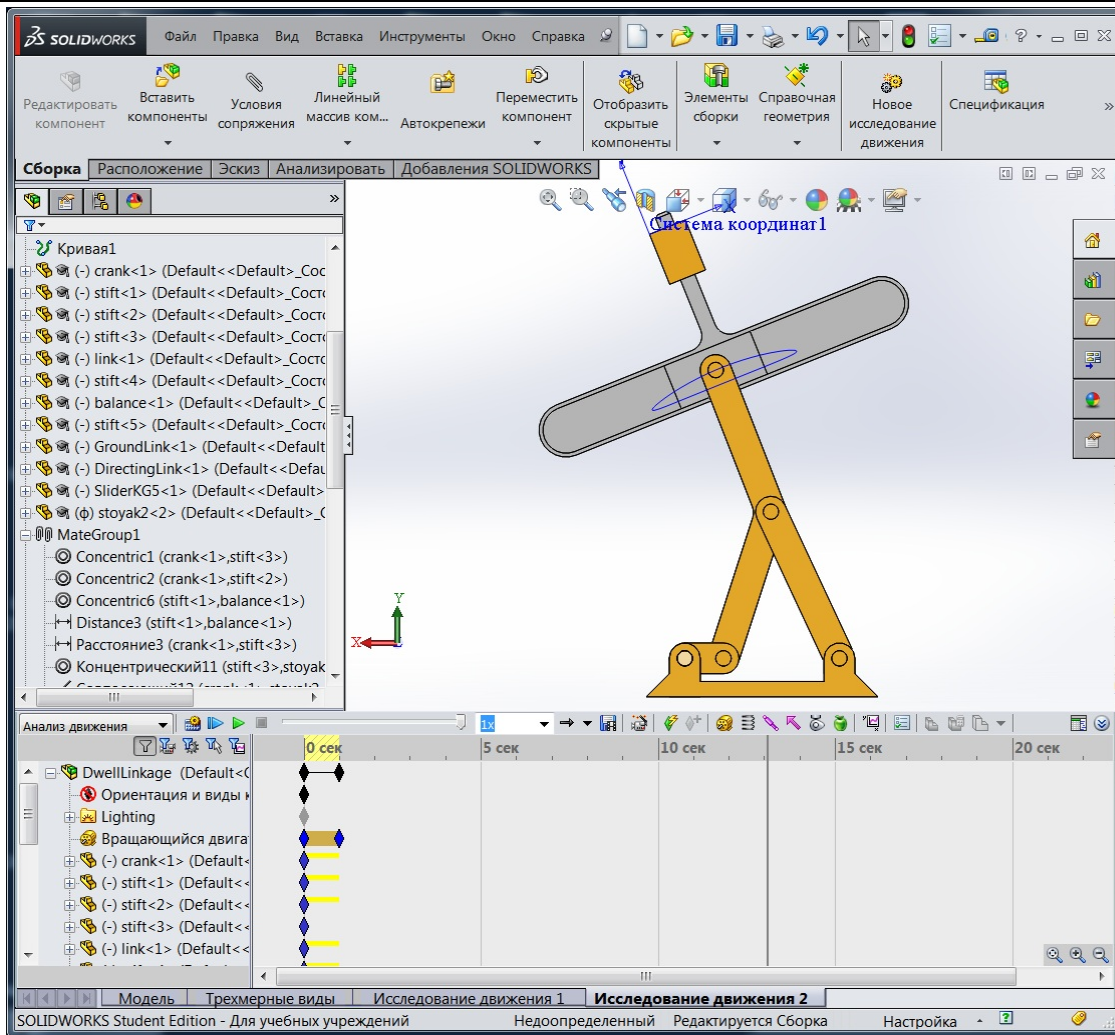 SOLIDWORKS Файл Правка Вид Вставка Инструменты Окно Справка
Редактировать компонент
Вставить компоненты
Условия сопряжения
Линейный массив ком...
Автокрепежи
Переместить компонент
Отобразить скрытые компоненты
Элементы сборки
Справочная геометрия
Новое исследование движения
Спецификация
Сборка Расположение Эскиз Анализировать Добавления SOLIDWORKS
Кривая1
(-) crank<1> (Default<<Default>_Сос
(-) stift<1> (Default<<Default>_Состо
(-) stift<2> (Default<<Default>_Состо
(-) stift<3> (Default<<Default>_Состо
(-) link<1> (Default<<Default>_Состо
(-) stift<4> (Default<<Default>_Состо
(-) balance<1> (Default<<Default>_С
(-) stift<5> (Default<<Default>_Состо
(-) GroundLink<1> (Default<<Default
(-) DirectingLink<1> (Default<<Defau
(-) SliderKG5<1> (Default<<Default>
(ф) stoyak2<2> (Default<<Default>_С
MateGroup1
Concentric1 (crank<1>,stift<3>)
Concentric2 (crank<1>,stift<2>)
Concentric6 (stift<1>,balance<1>)
Distance3 (stift<1>,balance<1>)
Расстояние3 (crank<1>,stift<3>)
Концентрический11 (stift<3>,stoyak
X
Система координат1
Y
X
Анализ движения
1x
0 сек 5 сек 10 сек 15 сек 20 сек
DwellLinkage (Default<
Ориентация и виды
Lighting
Вращающийся двига
(-) crank<1> (Default<
(-) stift<1> (Default<<
(-) stift<2> (Default<<
(-) stift<3> (Default<<
(-) link<1> (Default<<
Модель Трехмерные виды Исследование движения 1 Исследование движения 2
SOLIDWORKS Student Edition - Для учебных учреждений Недоопределенный Редактируется Сборка Настройка